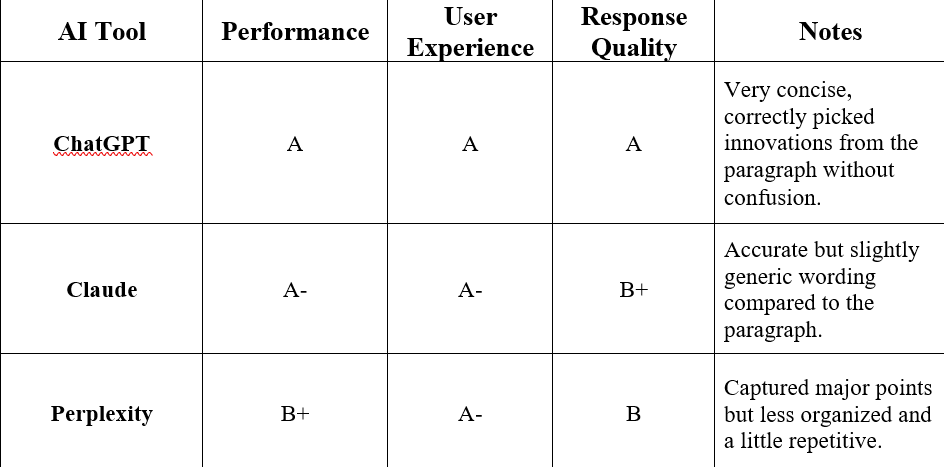 AI Tool
Performance
User
Experience
Response
Quality
Notes
ChatGPT
A
A
A
Very concise,
correctly picked
innovations from the
paragraph without
confusion.
Claude
A-
A-
B+
Accurate but slightly
generic wording
compared to the
paragraph.
Perplexity
B+
A-
B
Captured major points
but less organized and
a little repetitive.